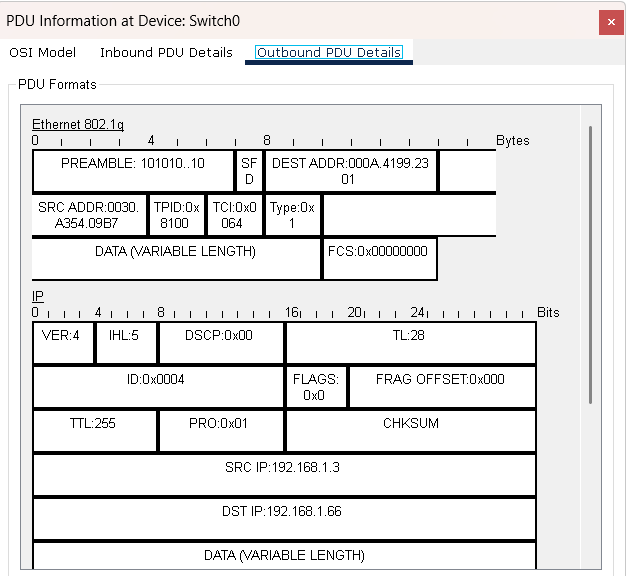 PDU Information at Device: Switch0
×
OSI Model Inbound PDU Details Outbound PDU Details
PDU Formats
Ethernet 802.1q
0 4 8 Bytes
PREAMBLE: 101010..10
SF
D
DEST ADDR:000A.4199.23
01
SRC ADDR:0030.
A354.09B7
TPID:0x
8100
TCI:0x0
064
Type:0x
1
DATA (VARIABLE LENGTH)
FCS:0x00000000
IP
0 4 8 16 20 24 Bits
VER:4 IHL:5 DSCP:0x00 TL:28
ID:0x0004
FLAGS:
0x0
FRAG OFFSET:0x000
TTL:255 PRO:0x01 CHKSUM
SRC IP:192.168.1.3
DST IP:192.168.1.66
DATA (VARIABLE LENGTH)